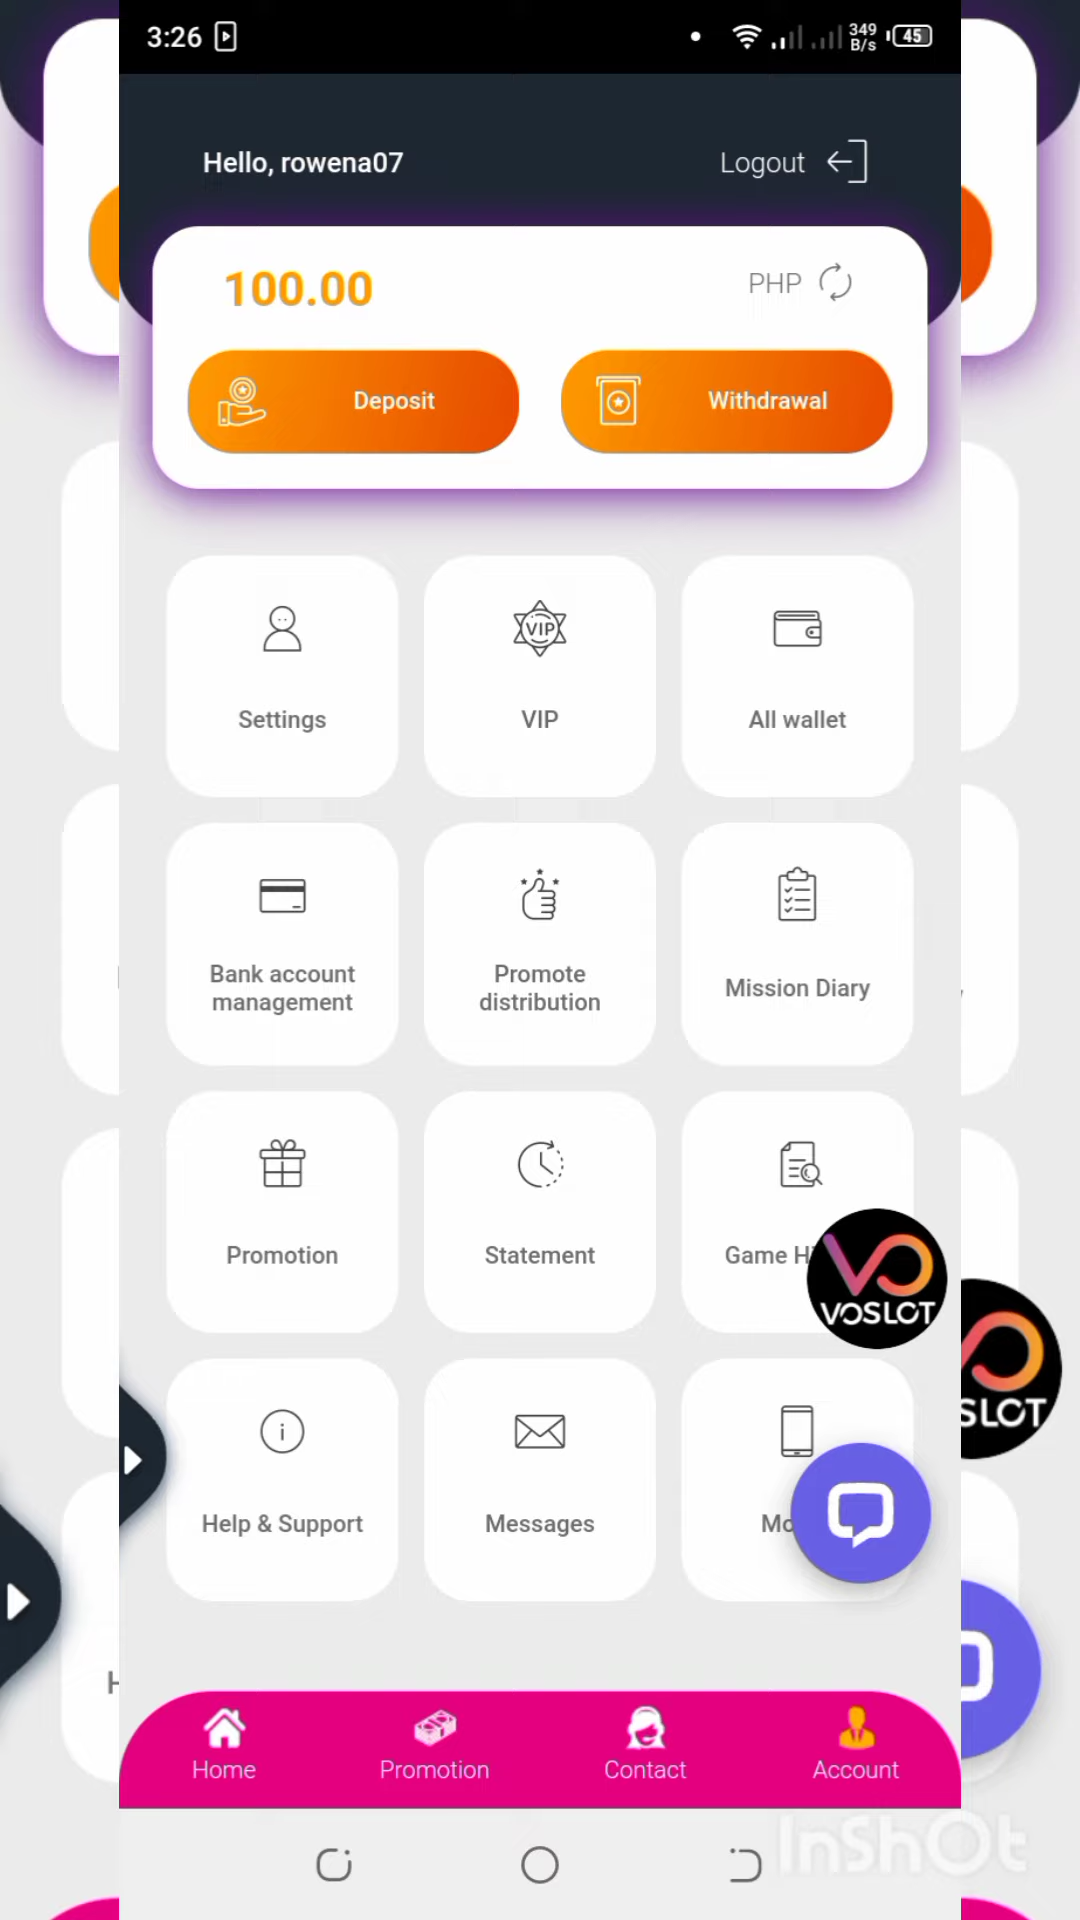 3:26
349
B/s
45
Hello, rowena07
Logout
100.00
PHP
Deposit
Withdrawal
Settings
VIP
VIP
All wallet
Bank account
management
Promote
distribution
Mission Diary
Promotion
Statement
Game
VOSLOT
SLOT
Help & Support
Messages
Home
Promotion
Contact
Account
InShOt